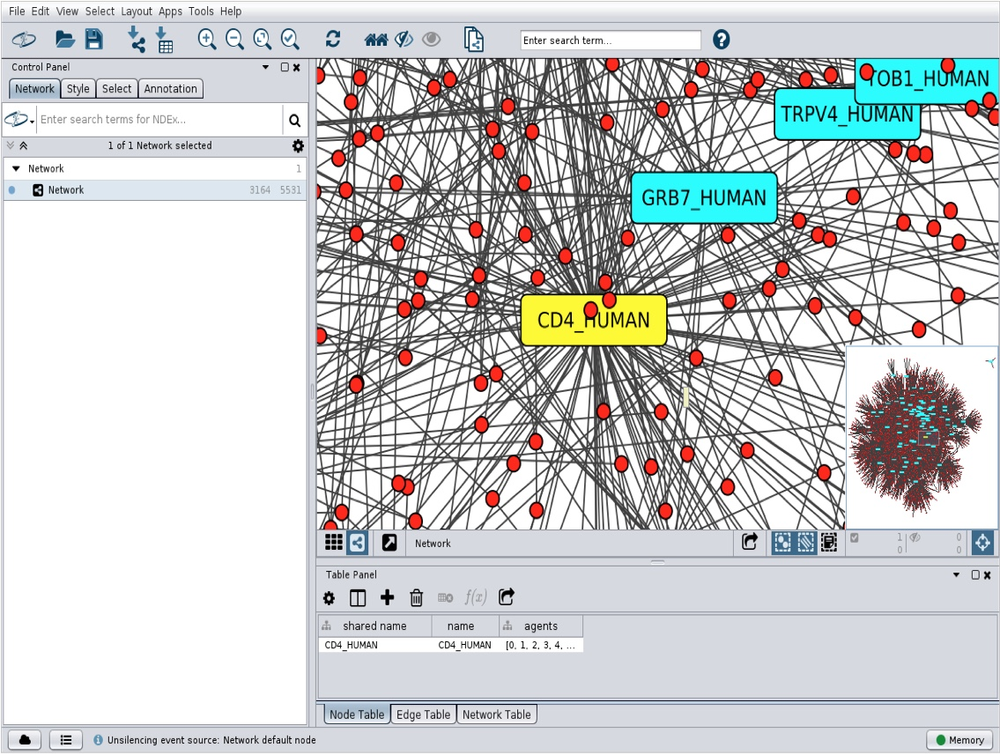 File Edit View Select Layout Apps Tools Help
Enter search term...
Control Panel
Network Style Select Annotation
Enter search terms for NDEx...
1 of 1 Network selected
Network 1
Network 3164 5531
TOB1_HUMAN
TRPV4_HUMAN
GRB7_HUMAN
CD4_HUMAN
Network
1 0
0 0
Table Panel
f(x)
shared name name agents
CD4_HUMAN CD4_HUMAN [0, 1, 2, 3, 4, ...
Node Table Edge Table Network Table
Unsilencing event source: Network default node
Memory